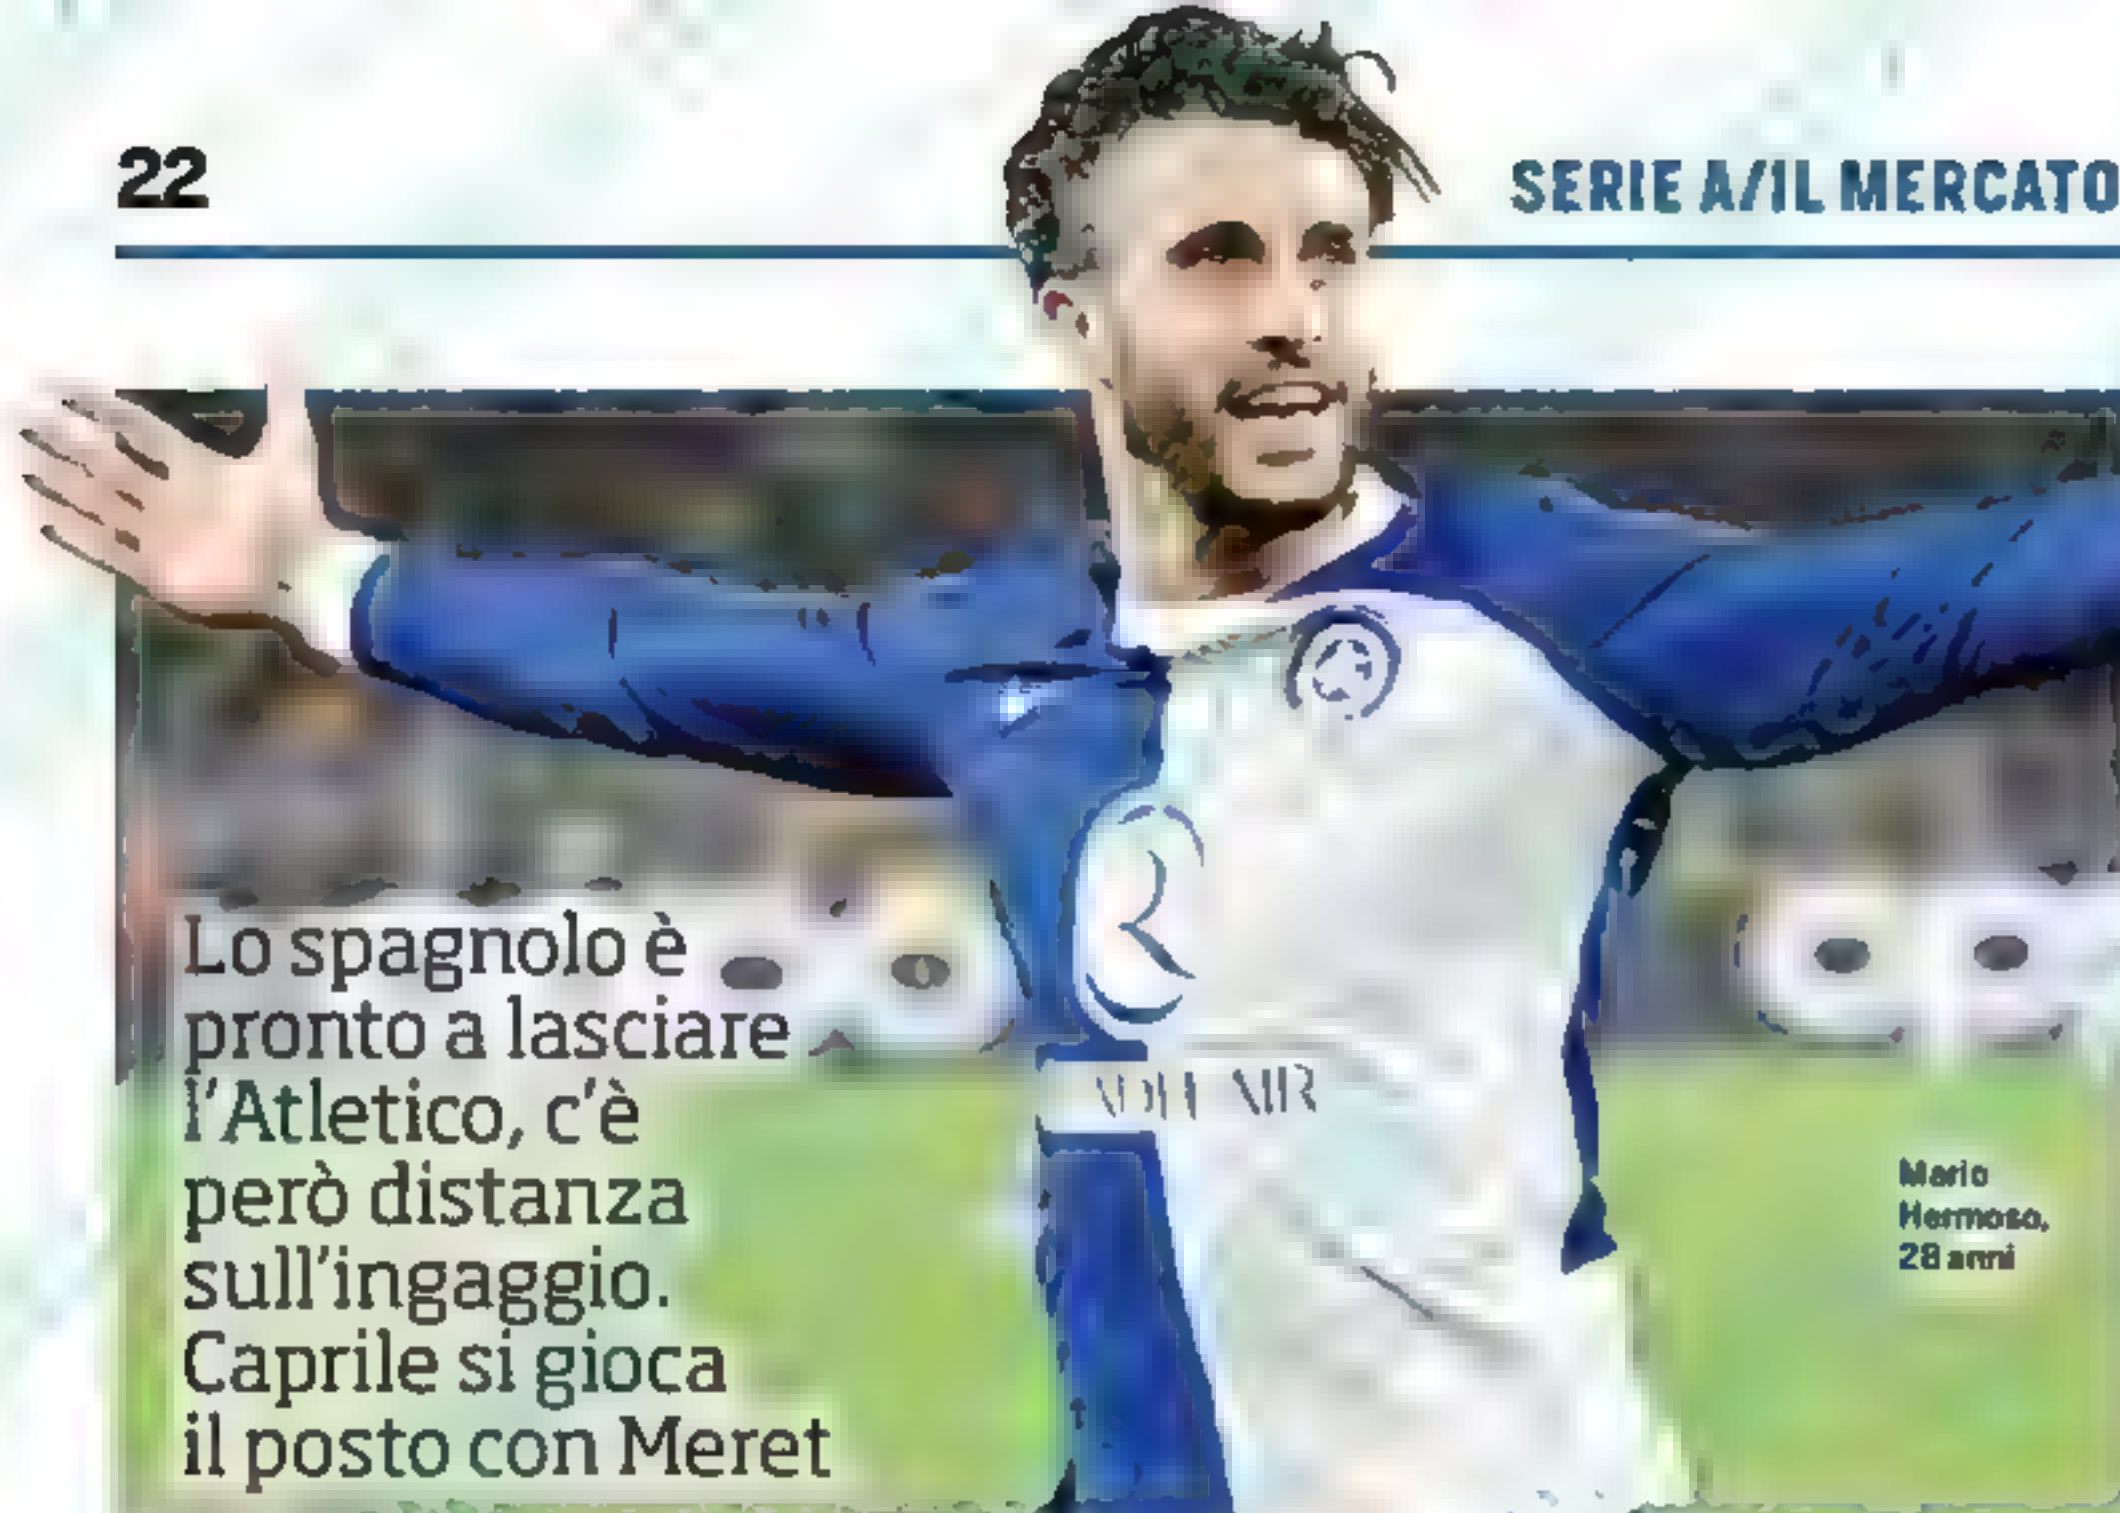 22
SERIE A/IL MERCATO
Lo spagnolo è
pronto a lasciare
l'Atletico, c'è
però distanza
sull'ingaggio.
Caprile si gioca
il posto con Meret
Mario
Hermoso,
28 anni